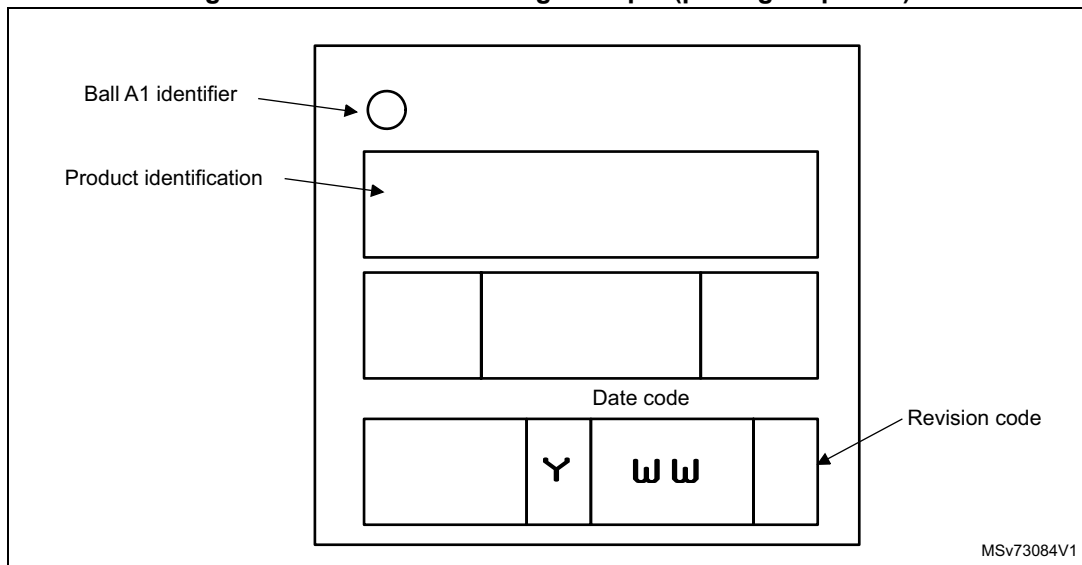 Ball A1 identifier
Product identification
Date code
Revision code
Y WW
MSv73084V1